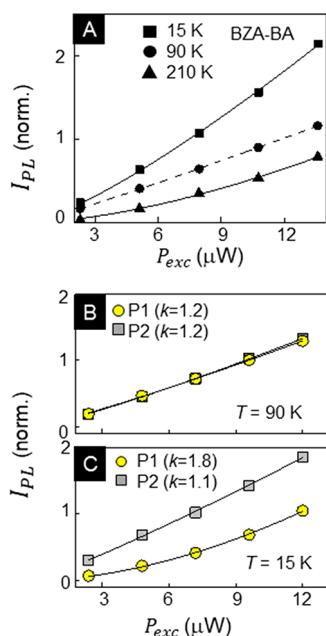 A
15 K
BZA-BA
90 K
210 K
2
1
0
I_PL (norm.)
3 6 9 12
P_exc (μW)
B
P1 (k=1.2)
P2 (k=1.2)
T = 90 K
2
1
0
C
P1 (k=1.8)
P2 (k=1.1)
T = 15 K
2
1
0
I_PL (norm.)
3 6 9 12
P_exc (μW)